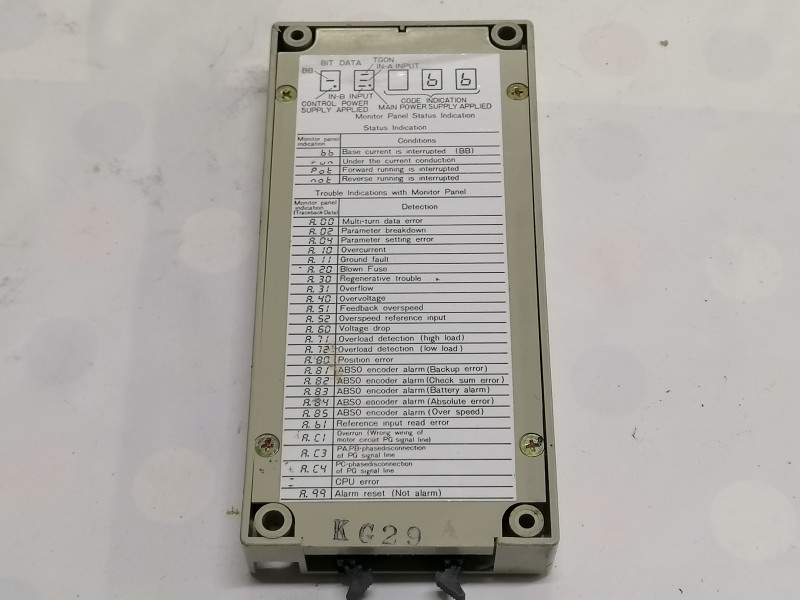 BIT DATA TGON
BB IN-A INPUT
b b
IN-B INPUT CODE INDICATION
CONTROL POWER MAIN POWER SUPPLY APPLIED
SUPPLY APPLIED
Monitor Panel Status Indication
Status Indication
Monitor panel indication Conditions
bb Base current is interrupted (BB)
run Under the current conduction
Pot Forward running is interrupted
not Reverse running is interrupted
Trouble Indications with Monitor Panel
Monitor panel indication (Traceback Data) Detection
A.00 Multi-turn data error
A.02 Parameter breakdown
A.04 Parameter setting error
A.10 Overcurrent
A.11 Ground fault
A.20 Blown Fuse
A.30 Regenerative trouble
A.31 Overflow
A.40 Overvoltage
A.51 Feedback overspeed
A.52 Overspeed reference input
A.60 Voltage drop
A.71 Overload detection (high load)
A.72 Overload detection (low load)
A.80 Position error
A.81 ABSO encoder alarm (Backup error)
A.82 ABSO encoder alarm (Check sum error)
A.83 ABSO encoder alarm (Battery alarm)
A.84 ABSO encoder alarm (Absolute error)
A.85 ABSO encoder alarm (Over speed)
A.b1 Reference input read error
A.C1 Overrun (Wrong wiring of motor circuit PG signal line)
A.C3 PA,PB-phasedisconnection of PG signal line
A.C4 PC-phasedisconnection of PG signal line
CPU error
A.99 Alarm reset (Not alarm)
KG29 A